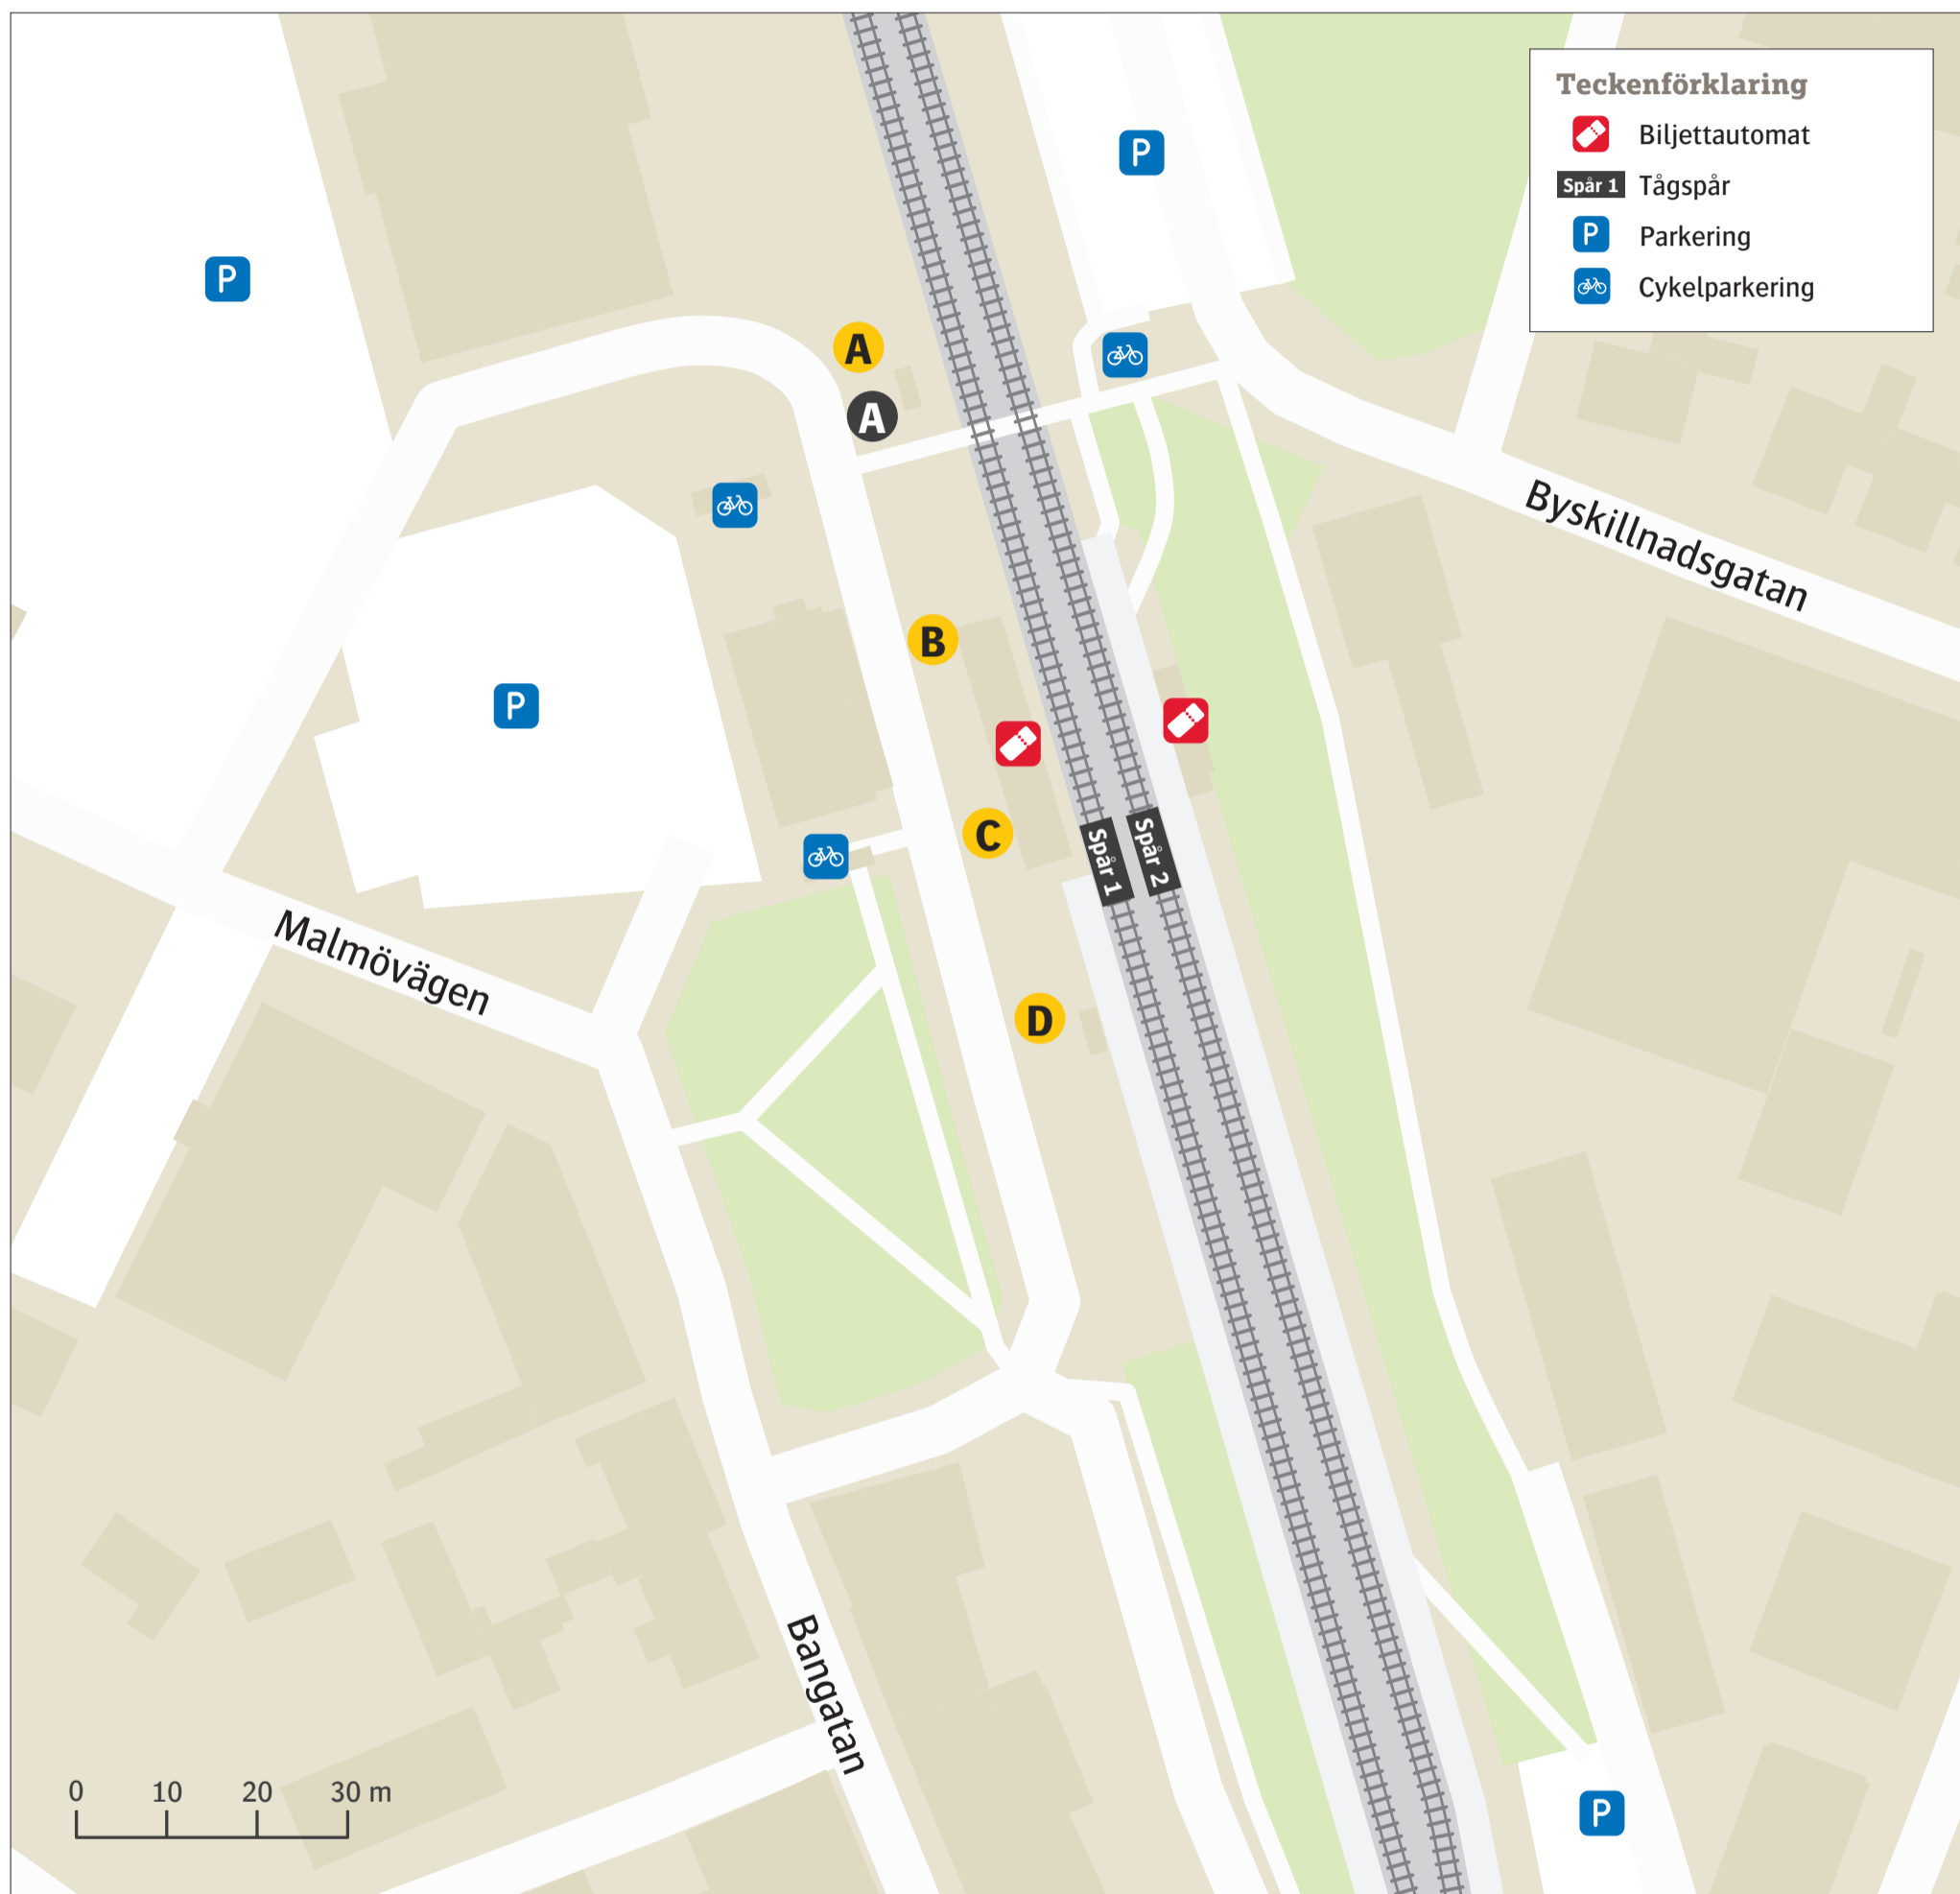 Teckenförklaring
Biljettautomat
Spår 1 Tågspår
P Parkering
Cykelparkering
P
P
A
A
Byskillnadsgatan
B
P
C
Spår 1
Spår 2
Malmövägen
D
Bangatan
0 10 20 30 m
P